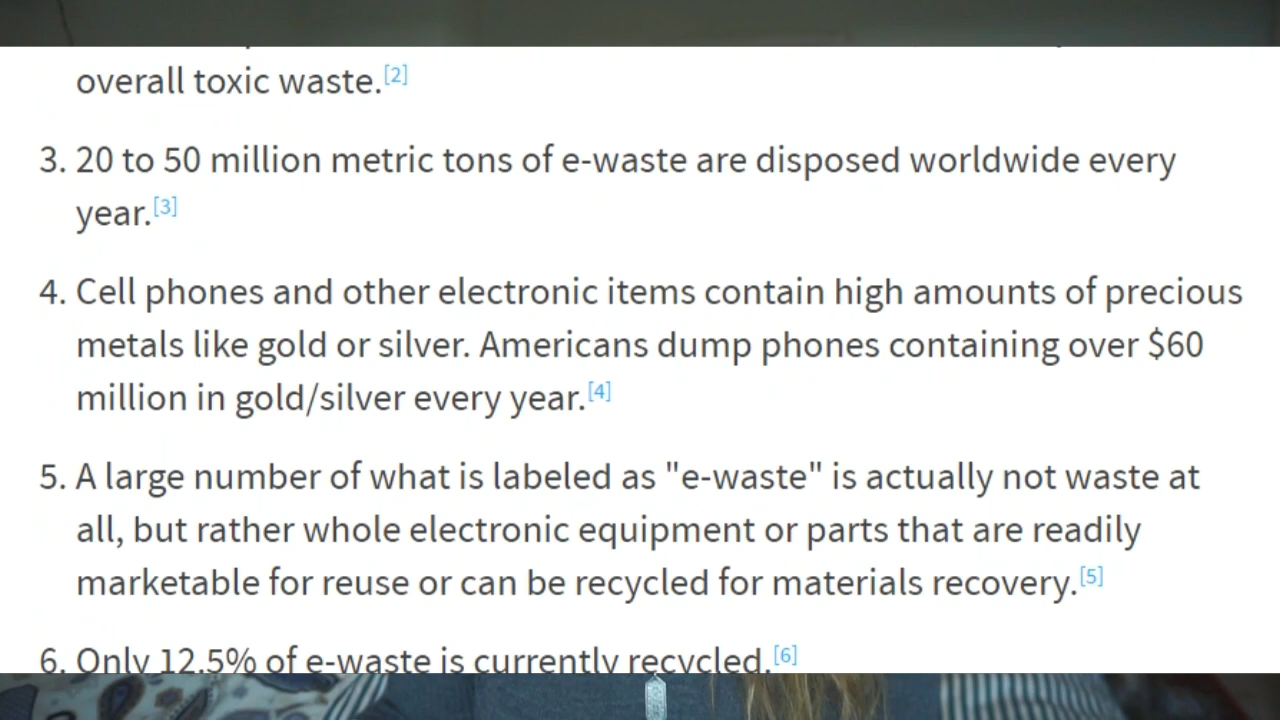 overall toxic waste.[2]
3. 20 to 50 million metric tons of e-waste are disposed worldwide every
year.[3]
4. Cell phones and other electronic items contain high amounts of precious
metals like gold or silver. Americans dump phones containing over $60
million in gold/silver every year.[4]
5. A large number of what is labeled as "e-waste" is actually not waste at
all, but rather whole electronic equipment or parts that are readily
marketable for reuse or can be recycled for materials recovery.[5]
6. Only 12.5% of e-waste is currently recycled.[6]